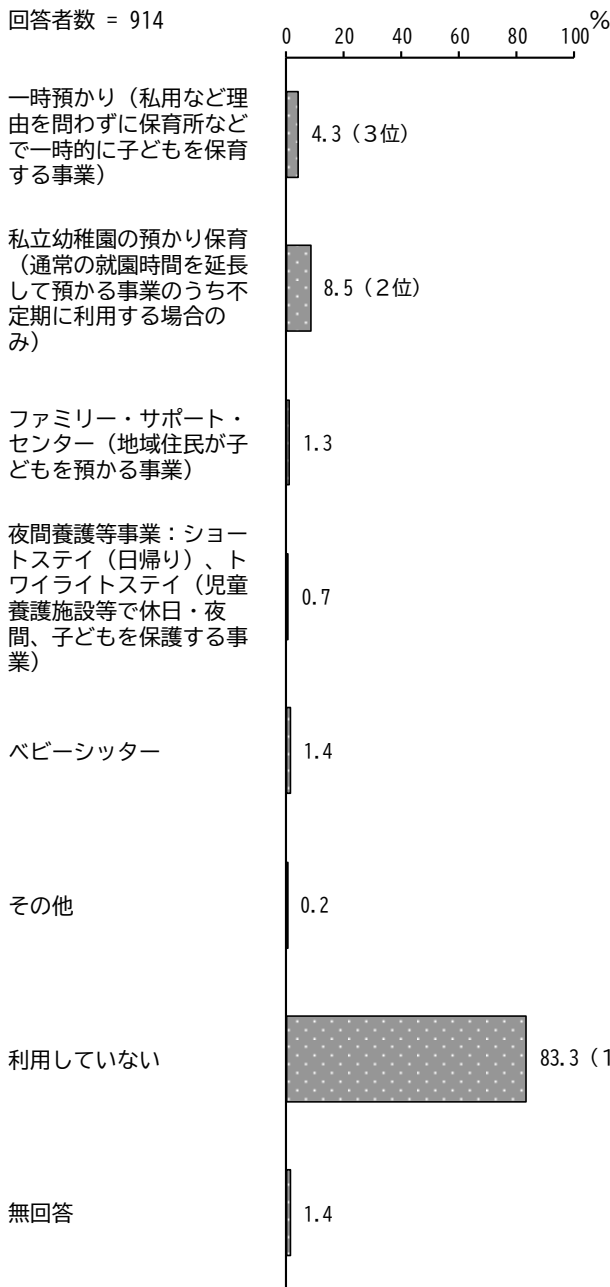 回答者数 = 914
%
0 20 40 60 80 100
一時預かり（私用など理
由を問わずに保育所など
で一時的に子どもを保育
する事業）
4.3（３位）
私立幼稚園の預かり保育
（通常の就園時間を延長
して預かる事業のうち不
定期に利用する場合の
み）
8.5（２位）
ファミリー・サポート・
センター（地域住民が子
どもを預かる事業）
1.3
夜間養護等事業：ショー
トステイ（日帰り）、ト
ワイライトステイ（児童
養護施設等で休日・夜
間、子どもを保護する事
業）
0.7
ベビーシッター
1.4
その他
0.2
利用していない
83.3（1
無回答
1.4